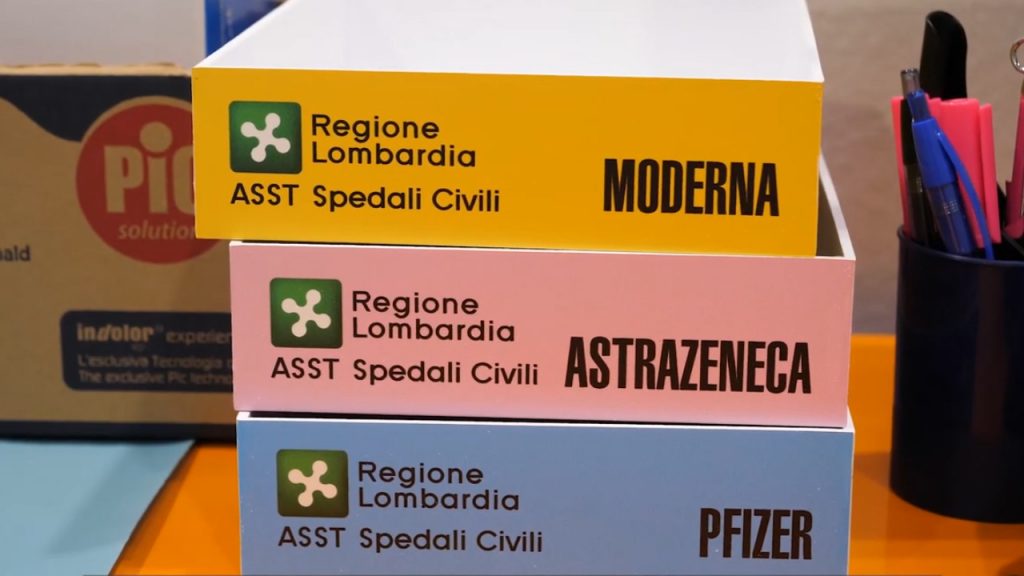 Regione
Lombardia
ASST Spedali Civili
MODERNA
Regione
Lombardia
ASST Spedali Civili
ASTRAZENECA
Regione
Lombardia
ASST Spedali Civili
PFIZER
Pic
solution
indolor
L'esclusiva Tecnologia
The exclusive Pic